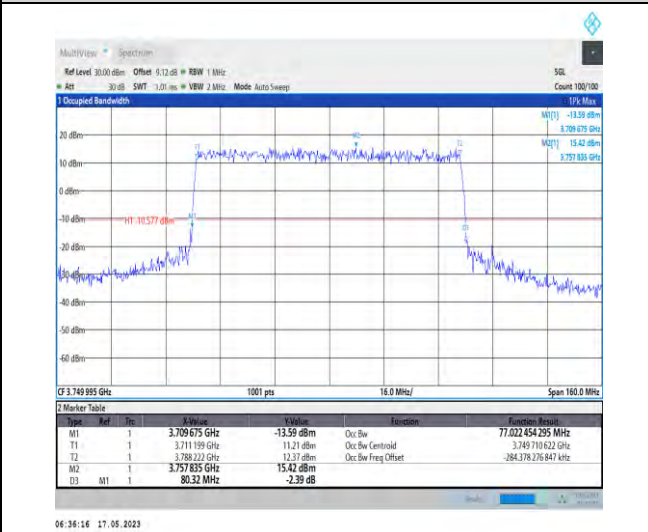 MultiView Spectrum
Ref Level 30.00 dBm Offset 9.12 dB RBW 1 MHz SGL
Att 30 dB SWT 1.01 ms VBW 2 MHz Mode Auto Sweep Count 100/100
1 Occupied Bandwidth 1Pk Max
M1[1] -13.59 dBm
3.709 675 GHz
20 dBm M2[1] 15.42 dBm
3.757 835 GHz
M2
T1 T2
10 dBm
0 dBm
-10 dBm H1 -10.577 dBm M1
D3
-20 dBm
-30 dBm
-40 dBm
-50 dBm
-60 dBm
CF 3.749 995 GHz 1001 pts 16.0 MHz/ Span 160.0 MHz
2 Marker Table
Type Ref Trc X-Value Y-Value Function Function Result
M1 1 3.709 675 GHz -13.59 dBm Occ Bw 77.022 454 295 MHz
T1 1 3.711 199 GHz 11.21 dBm Occ Bw Centroid 3.749 710 622 GHz
T2 1 3.788 222 GHz 12.37 dBm Occ Bw Freq Offset -284.378 276 847 kHz
M2 1 3.757 835 GHz 15.42 dBm
D3 M1 1 80.32 MHz -2.39 dB
06:36:16 17.05.2023